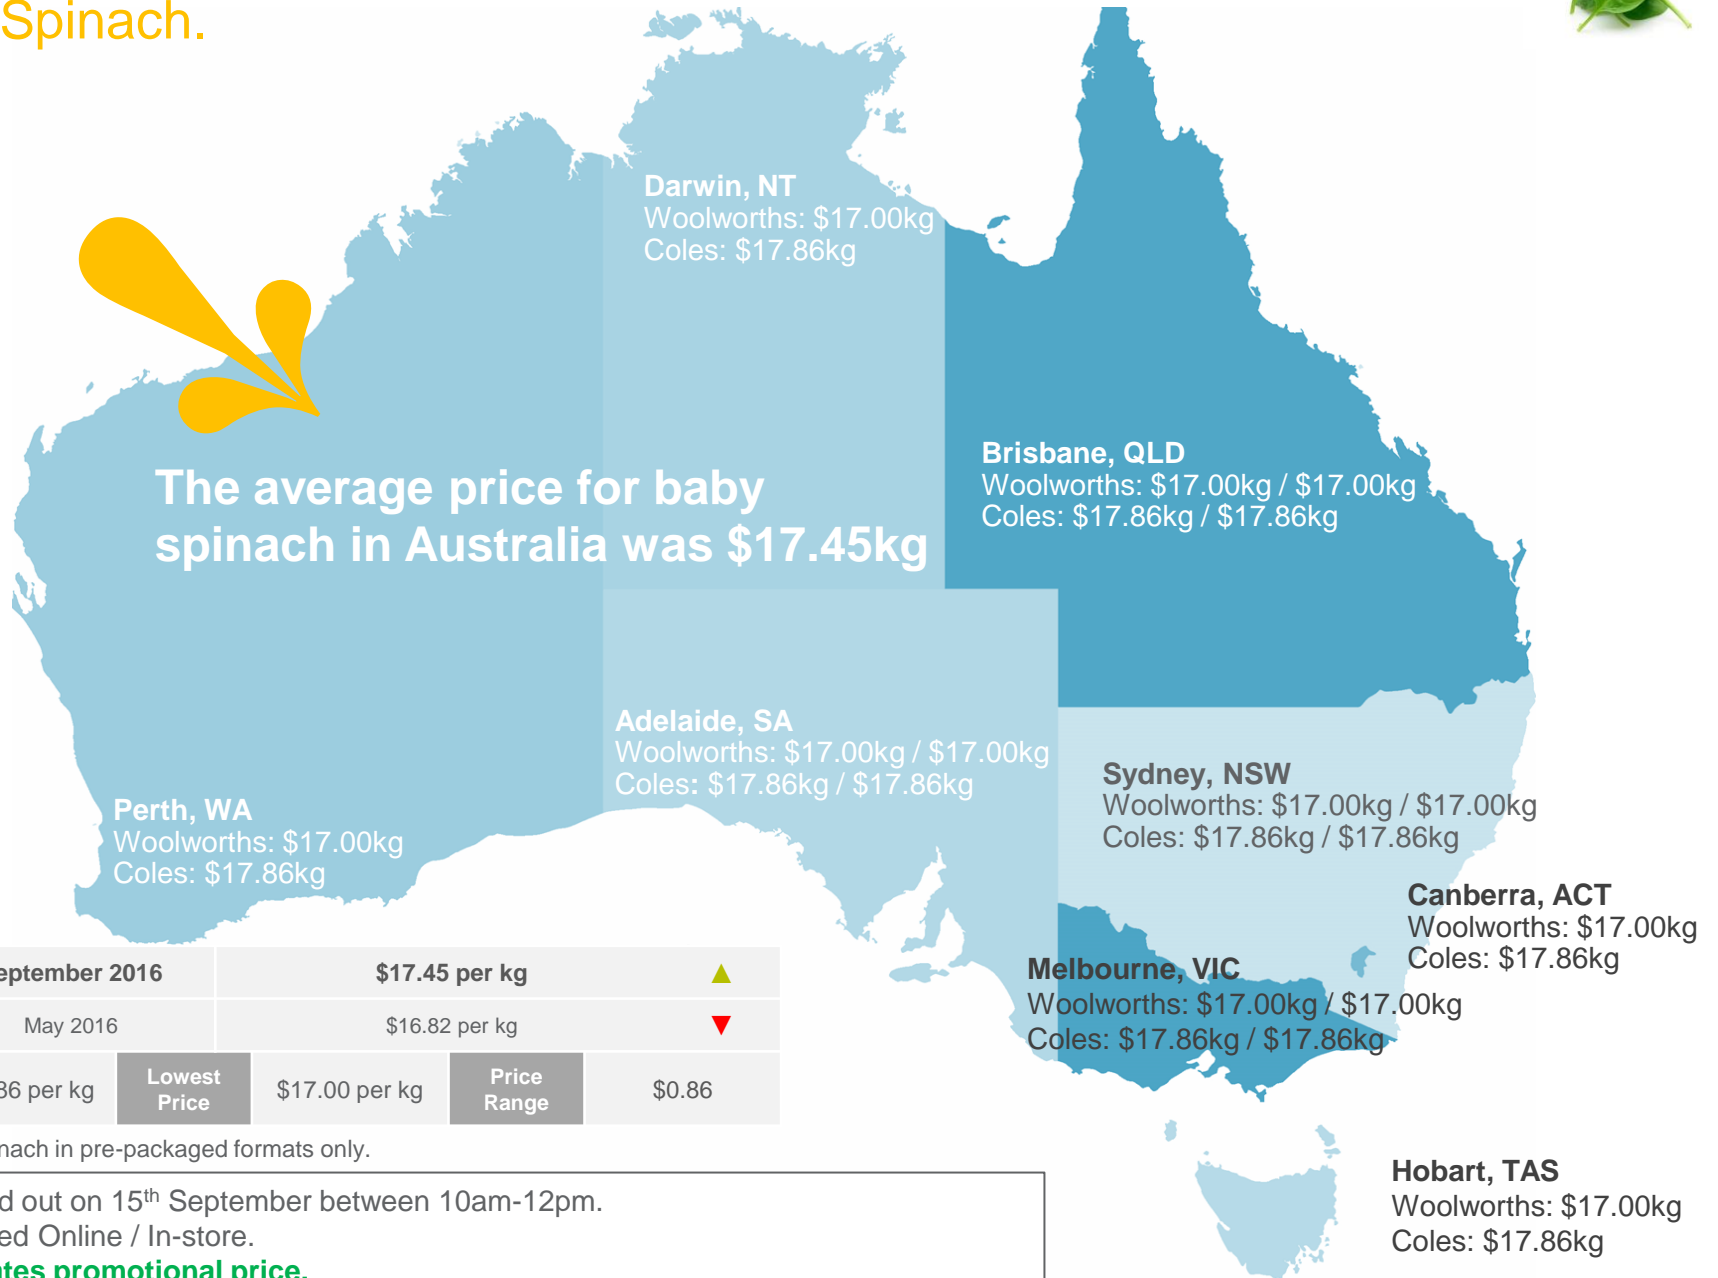 Spinach.
Darwin, NT
Woolworths: $17.00kg
Coles: $17.86kg
The average price for baby
spinach in Australia was $17.45kg
Brisbane, QLD
Woolworths: $17.00kg / $17.00kg
Coles: $17.86kg / $17.86kg
Adelaide, SA
Woolworths: $17.00kg / $17.00kg
Coles: $17.86kg / $17.86kg
Sydney, NSW
Woolworths: $17.00kg / $17.00kg
Coles: $17.86kg / $17.86kg
Perth, WA
Woolworths: $17.00kg
Coles: $17.86kg
Canberra, ACT
Woolworths: $17.00kg
Coles: $17.86kg
Melbourne, VIC
Woolworths: $17.00kg / $17.00kg
Coles: $17.86kg / $17.86kg
eptember 2016 $17.45 per kg ▲
May 2016 $16.82 per kg ▼
86 per kg Lowest Price $17.00 per kg Price Range $0.86
nach in pre-packaged formats only.
d out on 15th September between 10am-12pm.
ed Online / In-store.
tes promotional price.
Hobart, TAS
Woolworths: $17.00kg
Coles: $17.86kg